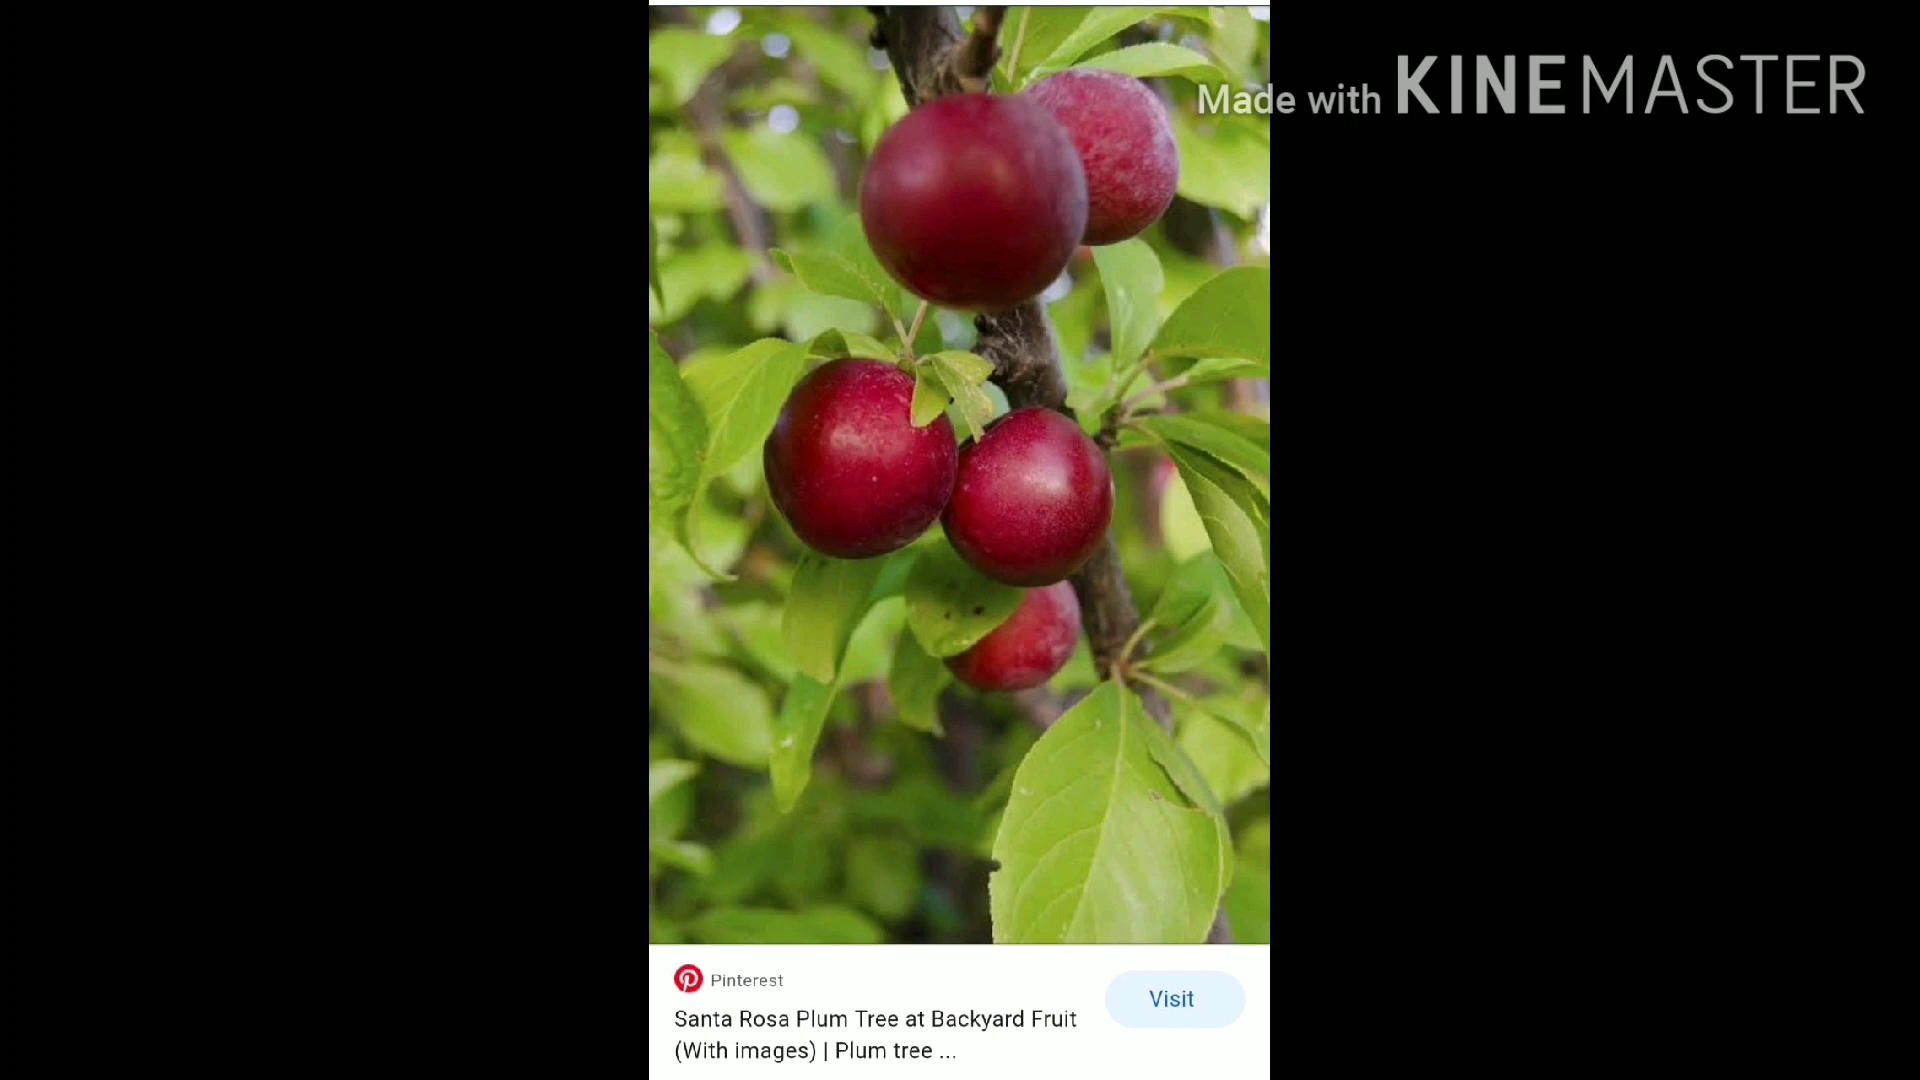 Made with KINEMASTER
Pinterest
Visit
Santa Rosa Plum Tree at Backyard Fruit
(With images) | Plum tree ...